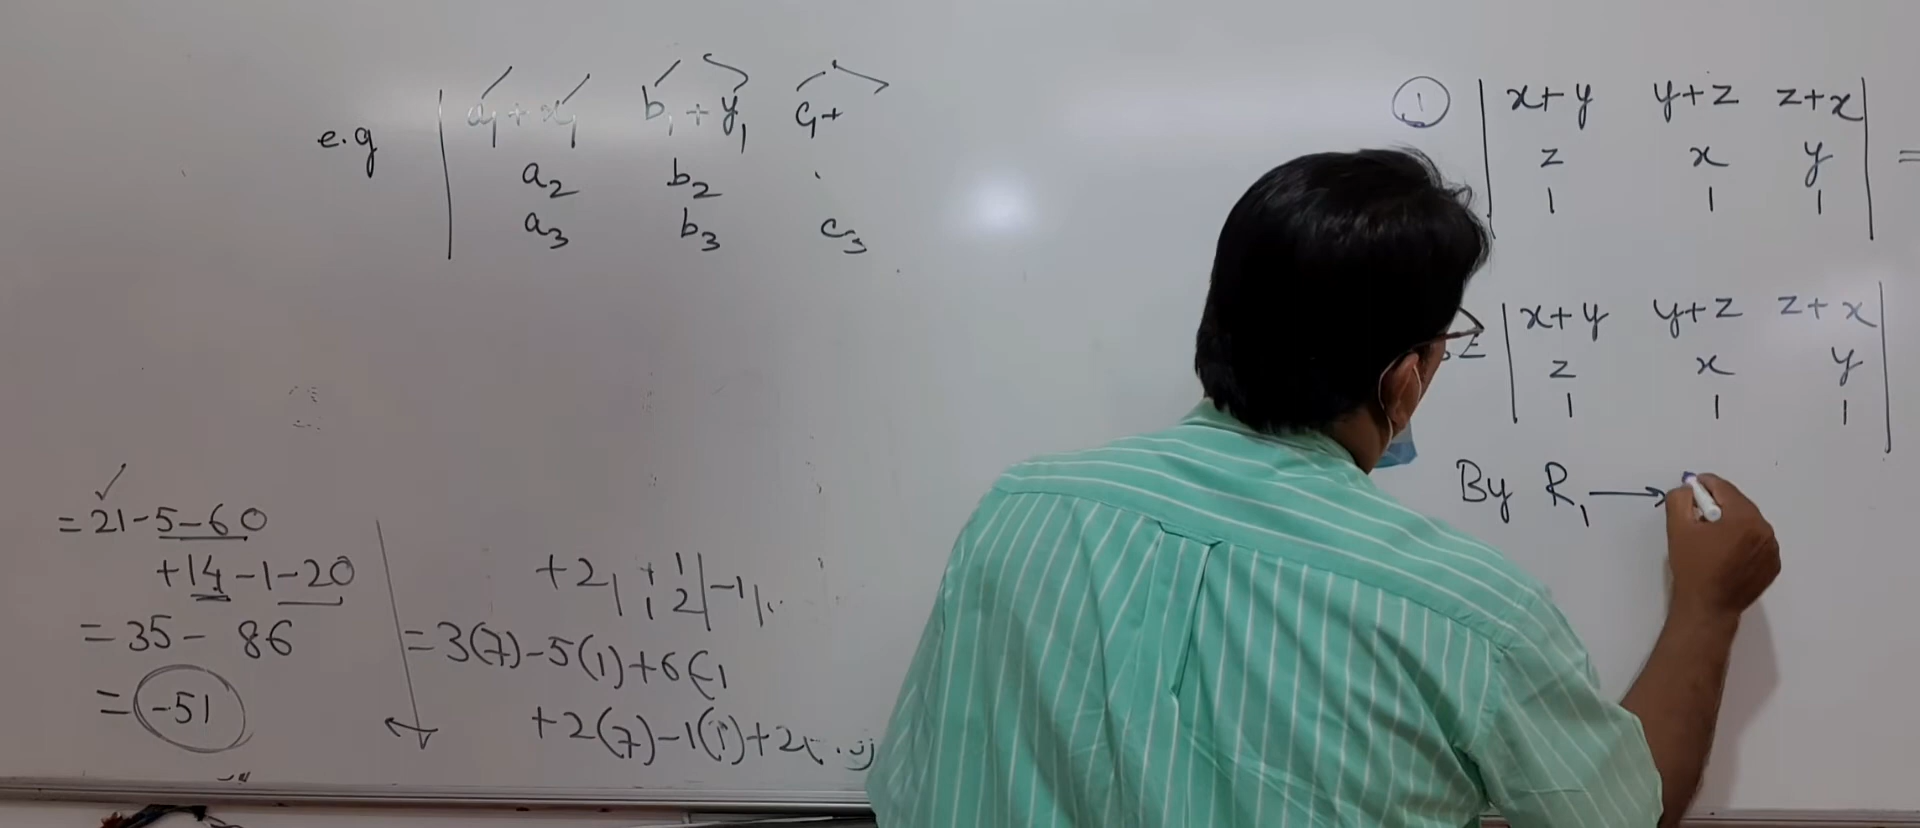 e.g | a₁ + x₁ b₁ + y₁ c₁+
a₂ b₂
a₃ b₃ c₃
= 21 - 5 - 60
+ 14 - 1 - 20
= 35 - 86
= -51
+ 2 | 1 1 | - 1 |
1 2
= 3(7) - 5(1) + 6(-1
+ 2(7) - 1(1) + 2(
① | x+y y+z z+x | =
z x y
1 1 1
| x+y y+z z+x |
z x y
1 1 1
By R₁ →